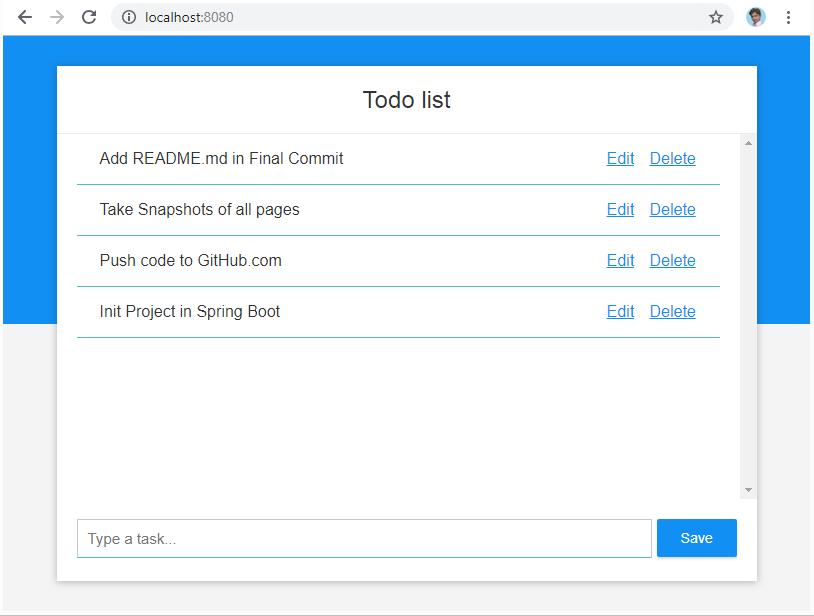 localhost:8080
Todo list
Add README.md in Final Commit Edit Delete
Take Snapshots of all pages Edit Delete
Push code to GitHub.com Edit Delete
Init Project in Spring Boot Edit Delete
Type a task... Save